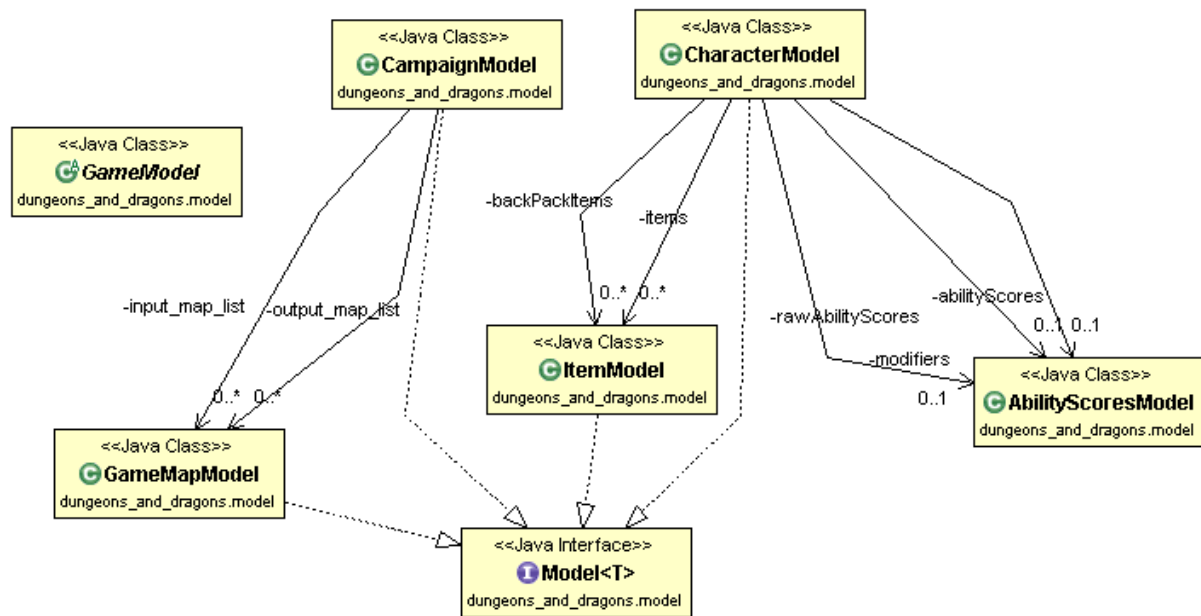 <<Java Class>>
CampaignModel
dungeons_and_dragons.model
<<Java Class>>
CharacterModel
dungeons_and_dragons.model
<<Java Class>>
GameModel
dungeons_and_dragons.model
-backPackItems
-items
-input_map_list
-output_map_list
-rawAbilityScores
-abilityScores
-modifiers
0..*
0..*
0..*
0..*
0..1
0..1
0..1
<<Java Class>>
ItemModel
dungeons_and_dragons.model
<<Java Class>>
AbilityScoresModel
dungeons_and_dragons.model
<<Java Class>>
GameMapModel
dungeons_and_dragons.model
<<Java Interface>>
Model<T>
dungeons_and_dragons.model